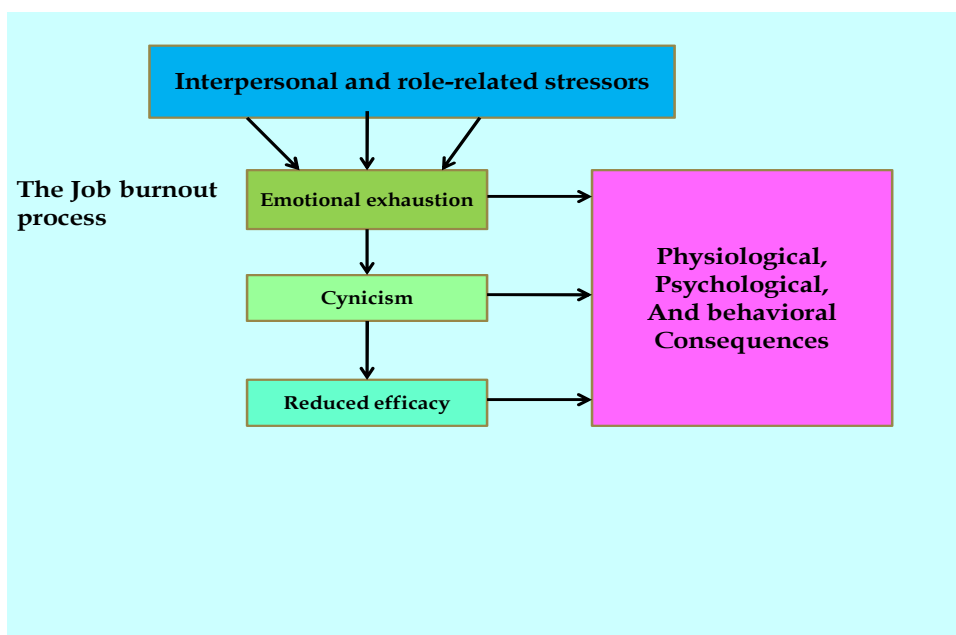 Interpersonal and role-related stressors
The Job burnout
process
Emotional exhaustion
Cynicism
Reduced efficacy
Physiological,
Psychological,
And behavioral
Consequences